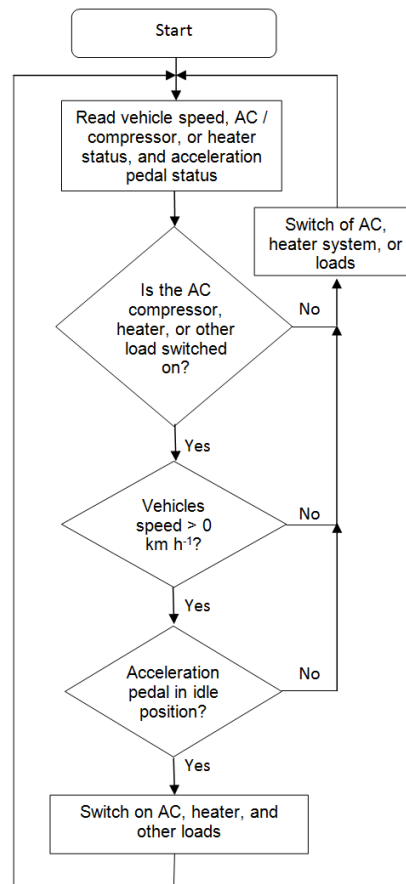 Start
Read vehicle speed, AC /
compressor, or heater
status, and acceleration
pedal status
Switch of AC,
heater system, or
loads
Is the AC
compressor,
heater, or other
load switched
on?
No
Yes
Vehicles
speed > 0
km h⁻¹?
No
Yes
Acceleration
pedal in idle
position?
No
Yes
Switch on AC, heater, and
other loads